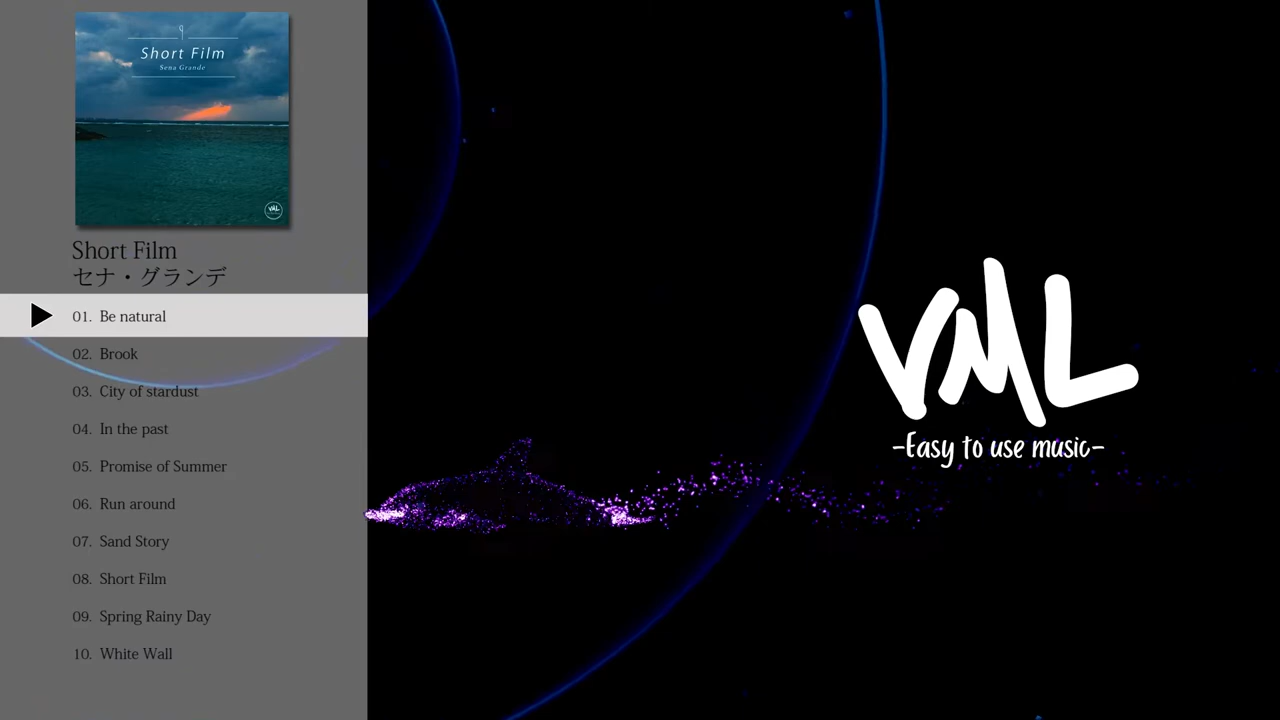 Short Film
Sena Grande
VML
Short Film
セナ・グランデ
01. Be natural
02. Brook
03. City of stardust
04. In the past
05. Promise of Summer
06. Run around
07. Sand Story
08. Short Film
09. Spring Rainy Day
10. White Wall
VML
-Easy to use music-